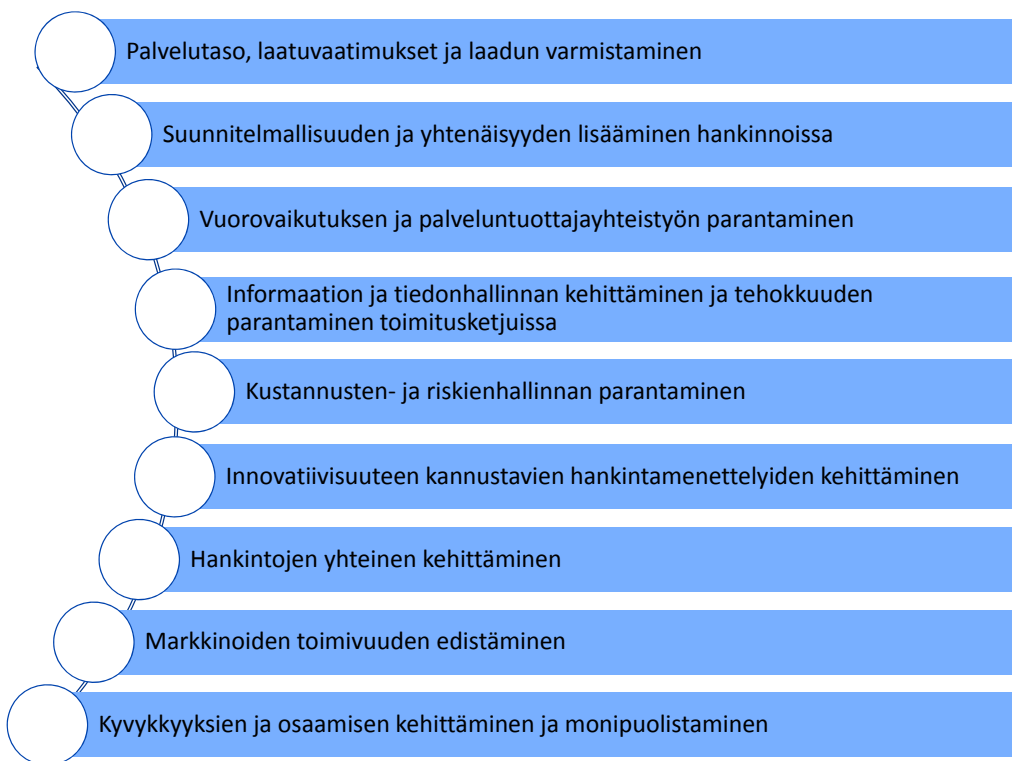 Palvelutaso, laatuvaatimukset ja laadun varmistaminen
Suunnitelmallisuuden ja yhtenäisyyden lisääminen hankinnoissa
Vuorovaikutuksen ja palveluntuottajayhteistyön parantaminen
Informaation ja tiedonhallinnan kehittäminen ja tehokkuuden
parantaminen toimitusketjuissa
Kustannusten- ja riskienhallinnan parantaminen
Innovatiivisuuteen kannustavien hankintamenettelyiden kehittäminen
Hankintojen yhteinen kehittäminen
Markkinoiden toimivuuden edistäminen
Kyvykkyyksien ja osaamisen kehittäminen ja monipuolistaminen